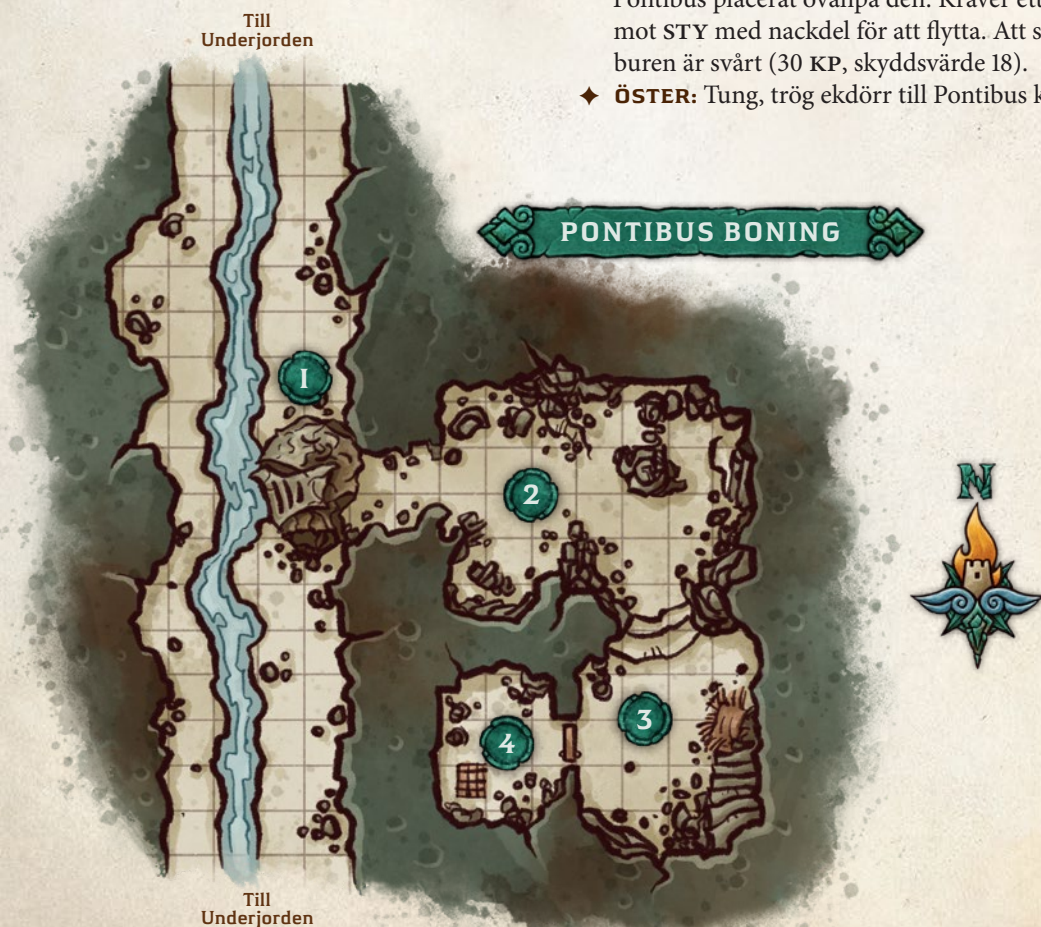 Till
Underjorden
Pontibus placerat ovanpå den. Kräver ett
mot STY med nackdel för att flytta. Att s
buren är svårt (30 KP, skyddsvärde 18).
✦ ÖSTER: Tung, trög ekdörr till Pontibus k
PONTIBUS BONING
1
2
N
3
4
Till
Underjorden